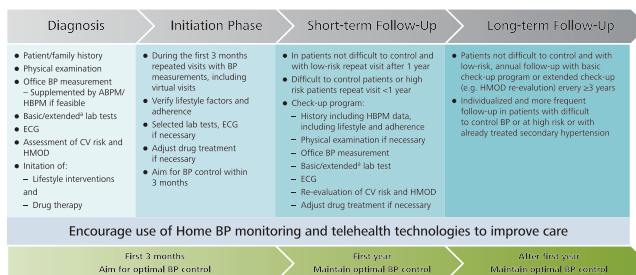 Diagnosis
Initiation Phase
Short-term Follow-Up
Long-term Follow-Up
• Patient/family history
• Physical examination
• Office BP measurement
– Supplemented by ABPM/
HBPM if feasible
• Basic/extendedᵃ lab tests
• ECG
• Assessment of CV risk and
HMOD
• Initation of:
– Lifestyle interventions
and
– Drug therapy
• During the first 3 months
repeated visits with BP
measurements, including
virtual visits
• Verify lifestyle factors and
adherence
• Selected lab tests, ECG
if necessary
• Adjust drug treatment
if necessary
• Aim for BP control within
3 months
• In patients not difficult to control and
with low-risk repeat visit after 1 year
• Difficult to control patients or high
risk patients repeat visit <1 year
• Check-up program:
– History including HBPM data,
including lifestyle and adherence
– Physical examination if necessary
– Office BP measurement
– Basic/extendedᵃ lab test
– ECG
– Re-evaluation of CV risk and HMOD
– Adjust drug treatment if necessary
• Patients not difficult to control and with
low-risk, annual follow-up with basic
check-up program or extended check-up
(e.g. HMOD re-evalution) ervery ≥3 years
• Individualized and more frequent
follow-up in patients with difficult
to control BP or at high risk or with
already treated secondary hypertension
Encourage use of Home BP monitoring and telehealth technologies to improve care
First 3 months
Aim for optimal BP control
First year
Maintain optimal BP control
After first year
Maintain optimal BP control